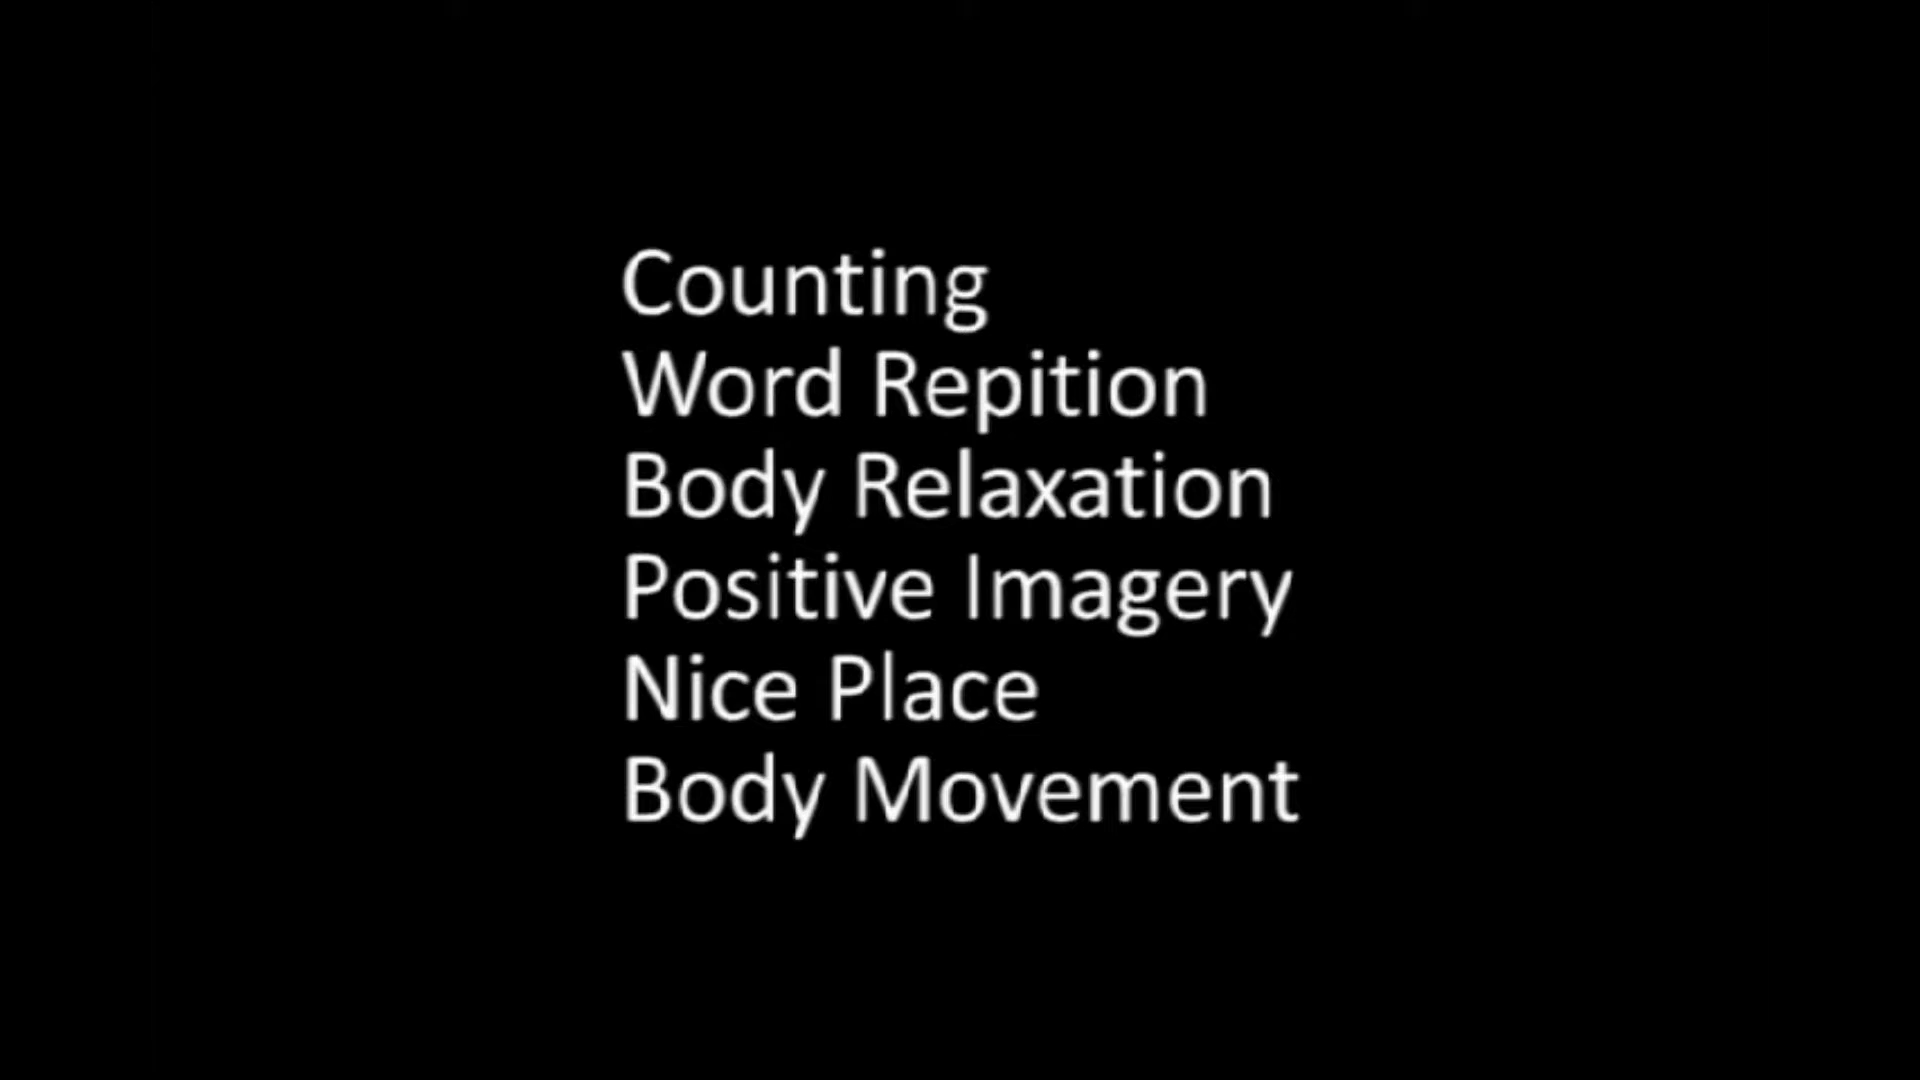 Counting
Word Repition
Body Relaxation
Positive Imagery
Nice Place
Body Movement